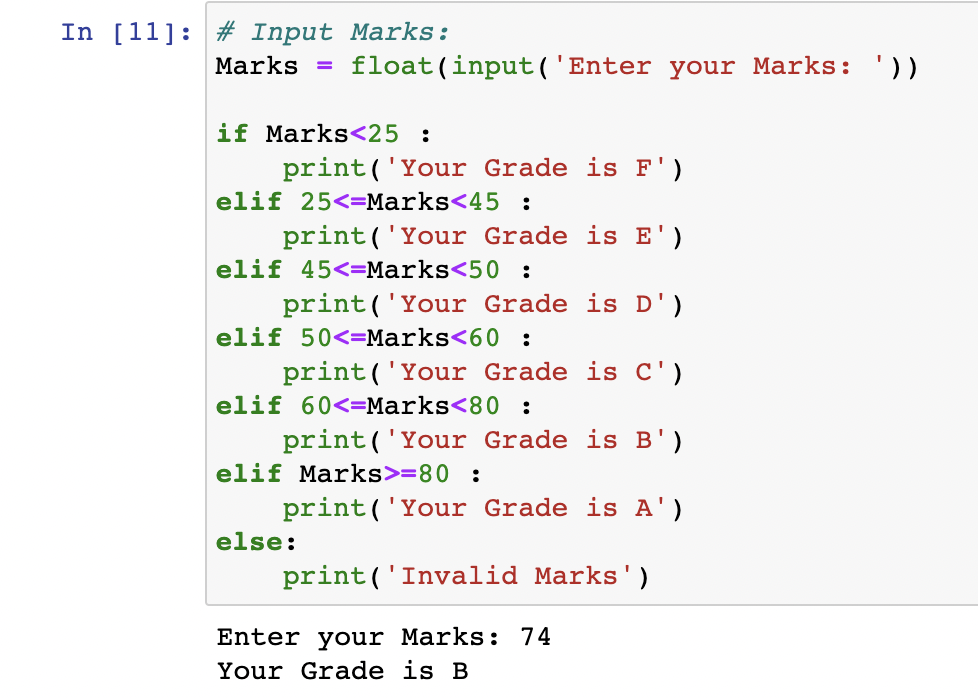 In [11]: # Input Marks:
Marks = float(input('Enter your Marks: '))
if Marks<25 :
    print('Your Grade is F')
elif 25<=Marks<45 :
    print('Your Grade is E')
elif 45<=Marks<50 :
    print('Your Grade is D')
elif 50<=Marks<60 :
    print('Your Grade is C')
elif 60<=Marks<80 :
    print('Your Grade is B')
elif Marks>=80 :
    print('Your Grade is A')
else:
    print('Invalid Marks')
Enter your Marks: 74
Your Grade is B